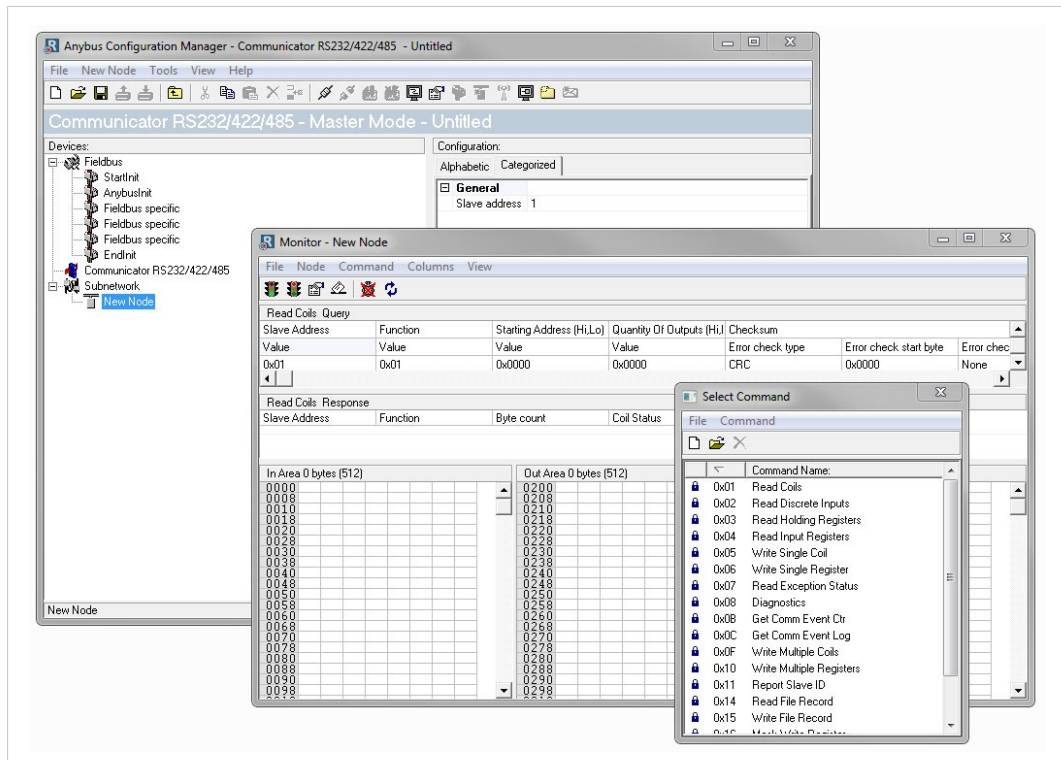 Anybus Configuration Manager - Communicator RS232/422/485 - Untitled
File New Node Tools View Help
Communicator RS232/422/485 - Master Mode - Untitled
Devices:
Fieldbus
StartInit
AnybusInit
Fieldbus specific
Fieldbus specific
Fieldbus specific
EndInit
Communicator RS232/422/485
Subnetwork
New Node
New Node
Configuration:
Alphabetic Categorized
General
Slave address 1
Monitor - New Node
File Node Command Columns View
Read Coils Query
Slave Address Function Starting Address (Hi,Lo) Quantity Of Outputs (Hi,l Checksum
Value Value Value Value Error check type Error check start byte Error chec
0x01 0x01 0x0000 0x0000 CRC 0x0000 None
Read Coils Response
Slave Address Function Byte count Coil Status
In Area 0 bytes (512) Out Area 0 bytes (512)
0000 0200
0008 0208
0010 0210
0018 0218
0020 0220
0028 0228
0030 0230
0038 0238
0040 0240
0048 0248
0050 0250
0058 0258
0060 0260
0068 0268
0070 0270
0078 0278
0080 0280
0088 0288
0090 0290
0098 0298
Select Command
File Command
Command Name:
0x01 Read Coils
0x02 Read Discrete Inputs
0x03 Read Holding Registers
0x04 Read Input Registers
0x05 Write Single Coil
0x06 Write Single Register
0x07 Read Exception Status
0x08 Diagnostics
0x0B Get Comm Event Ctr
0x0C Get Comm Event Log
0x0F Write Multiple Coils
0x10 Write Multiple Registers
0x11 Report Slave ID
0x14 Read File Record
0x15 Write File Record